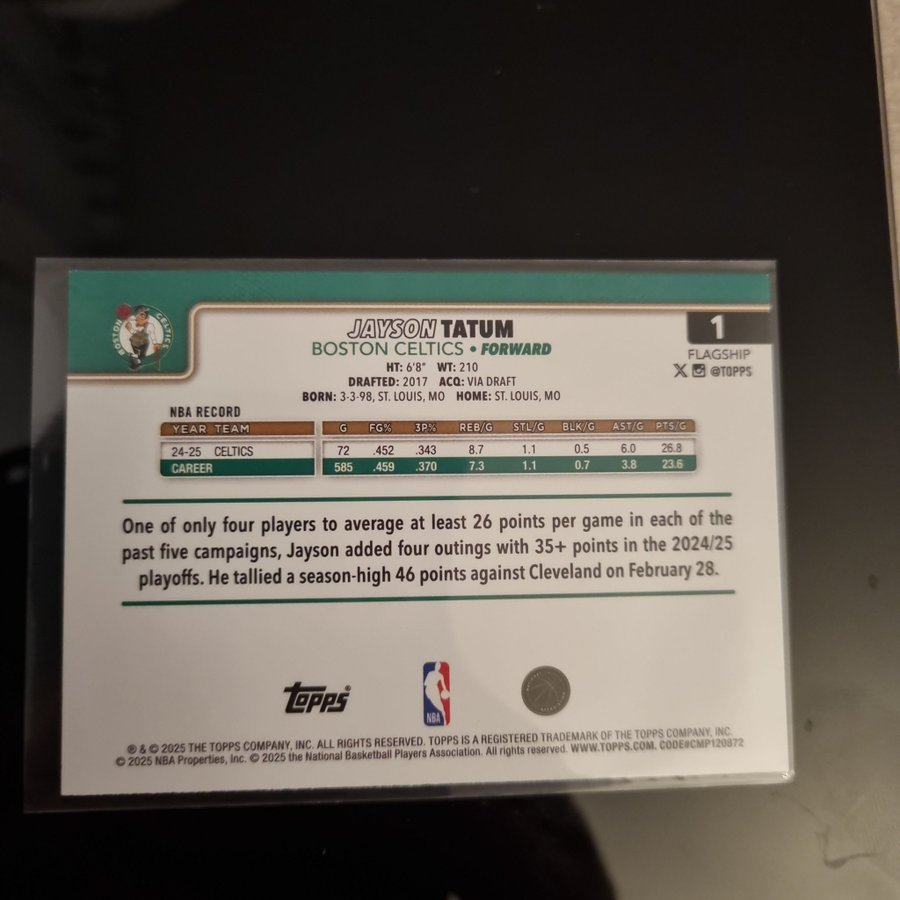 BOSTON CELTICS
JAYSON TATUM
BOSTON CELTICS • FORWARD
1
FLAGSHIP
@TOPPS
HT: 6'8" WT: 210
DRAFTED: 2017 ACQ: VIA DRAFT
BORN: 3-3-98, ST. LOUIS, MO HOME: ST. LOUIS, MO
NBA RECORD
YEAR TEAM G FG% 3P% REB/G STL/G BLK/G AST/G PTS/G
24-25 CELTICS 72 .452 .343 8.7 1.1 0.5 6.0 26.8
CAREER 585 .459 .370 7.3 1.1 0.7 3.8 23.6
One of only four players to average at least 26 points per game in each of the
past five campaigns, Jayson added four outings with 35+ points in the 2024/25
playoffs. He tallied a season-high 46 points against Cleveland on February 28.
topps®
NBA
® & © 2025 THE TOPPS COMPANY, INC. ALL RIGHTS RESERVED. TOPPS IS A REGISTERED TRADEMARK OF THE TOPPS COMPANY, INC.
© 2025 NBA Properties, Inc. © 2025 the National Basketball Players Association. All rights reserved. WWW.TOPPS.COM. CODE#CMP120872